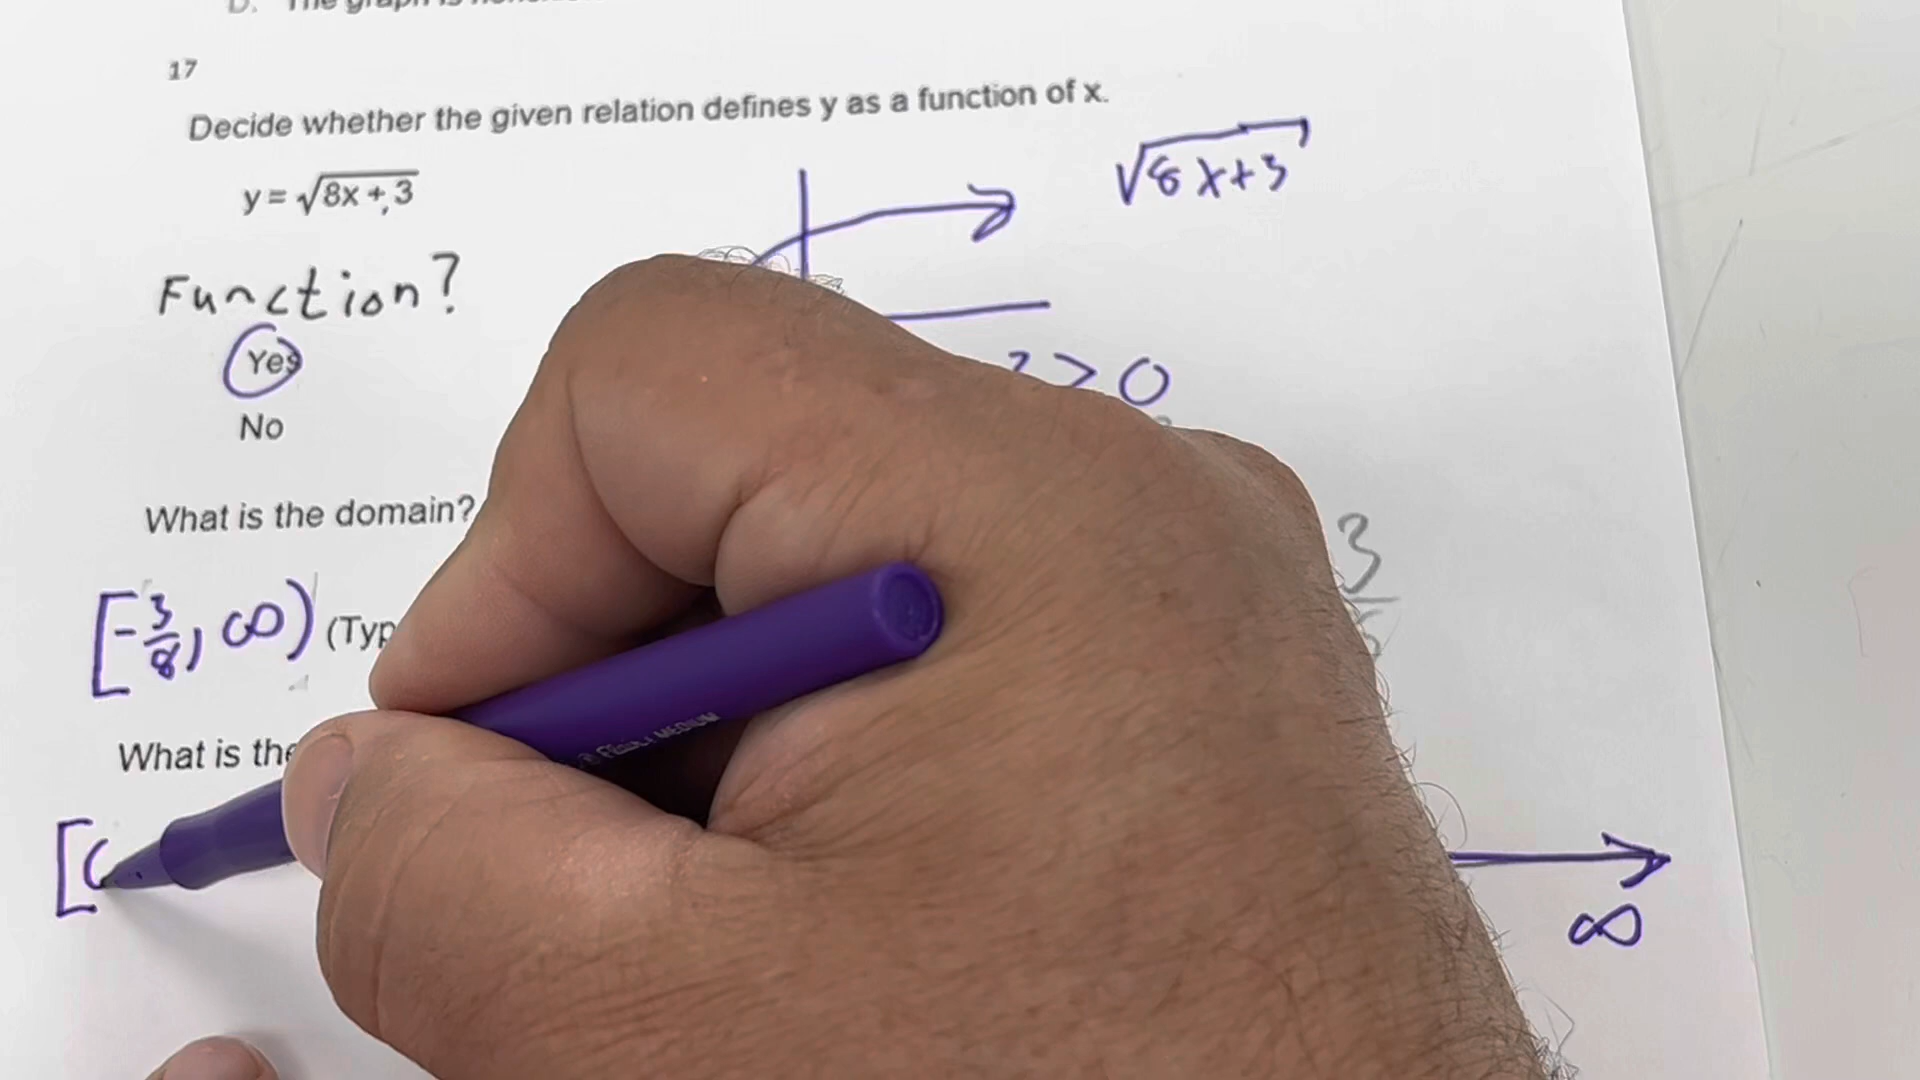 17
Decide whether the given relation defines y as a function of x.
y = √8x + 3
√8x+3
Function?
Yes
No
> 0
What is the domain?
[-3/8, ∞) (Typ
3
What is the
[
∞
MEDIUM